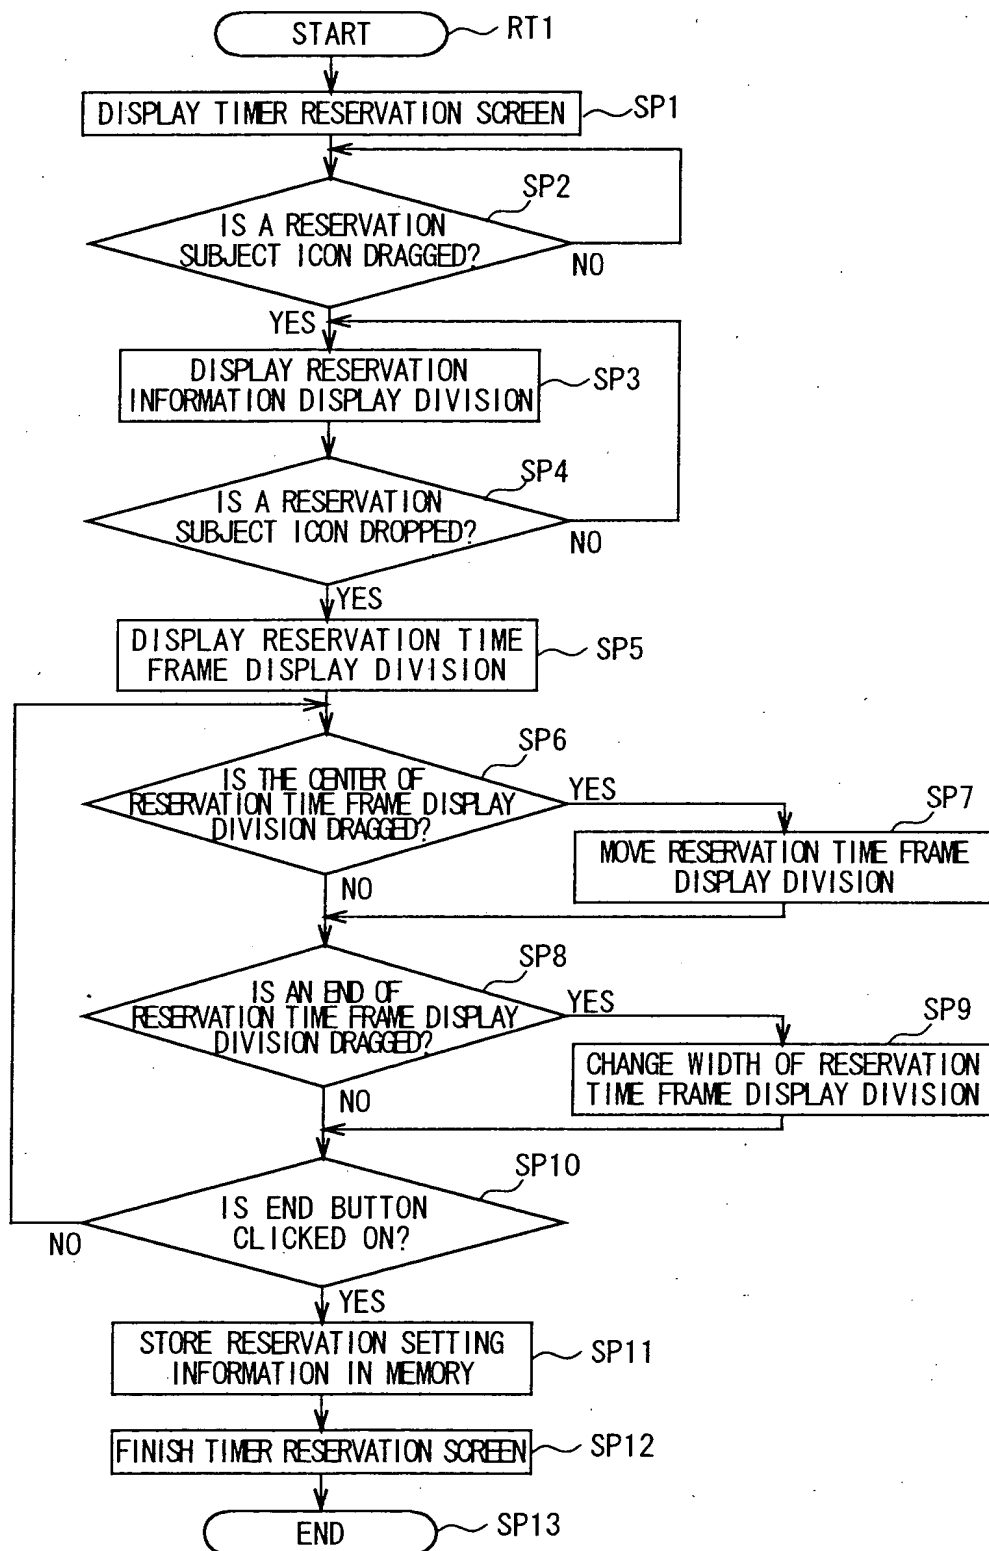 START
RT1
DISPLAY TIMER RESERVATION SCREEN
SP1
SP2
IS A RESERVATION
SUBJECT ICON DRAGGED?
NO
YES
DISPLAY RESERVATION
INFORMATION DISPLAY DIVISION
SP3
SP4
IS A RESERVATION
SUBJECT ICON DROPPED?
NO
YES
DISPLAY RESERVATION TIME
FRAME DISPLAY DIVISION
SP5
SP6
IS THE CENTER OF
RESERVATION TIME FRAME DISPLAY
DIVISION DRAGGED?
YES
NO
SP7
MOVE RESERVATION TIME FRAME
DISPLAY DIVISION
SP8
IS AN END OF
RESERVATION TIME FRAME DISPLAY
DIVISION DRAGGED?
YES
NO
SP9
CHANGE WIDTH OF RESERVATION
TIME FRAME DISPLAY DIVISION
SP10
IS END BUTTON
CLICKED ON?
NO
YES
STORE RESERVATION SETTING
INFORMATION IN MEMORY
SP11
FINISH TIMER RESERVATION SCREEN
SP12
END
SP13